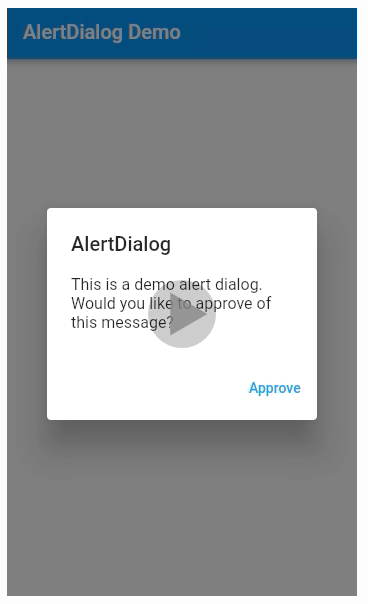 AlertDialog Demo
AlertDialog
This is a demo alert dialog.
Would you like to approve of
this message?
Approve